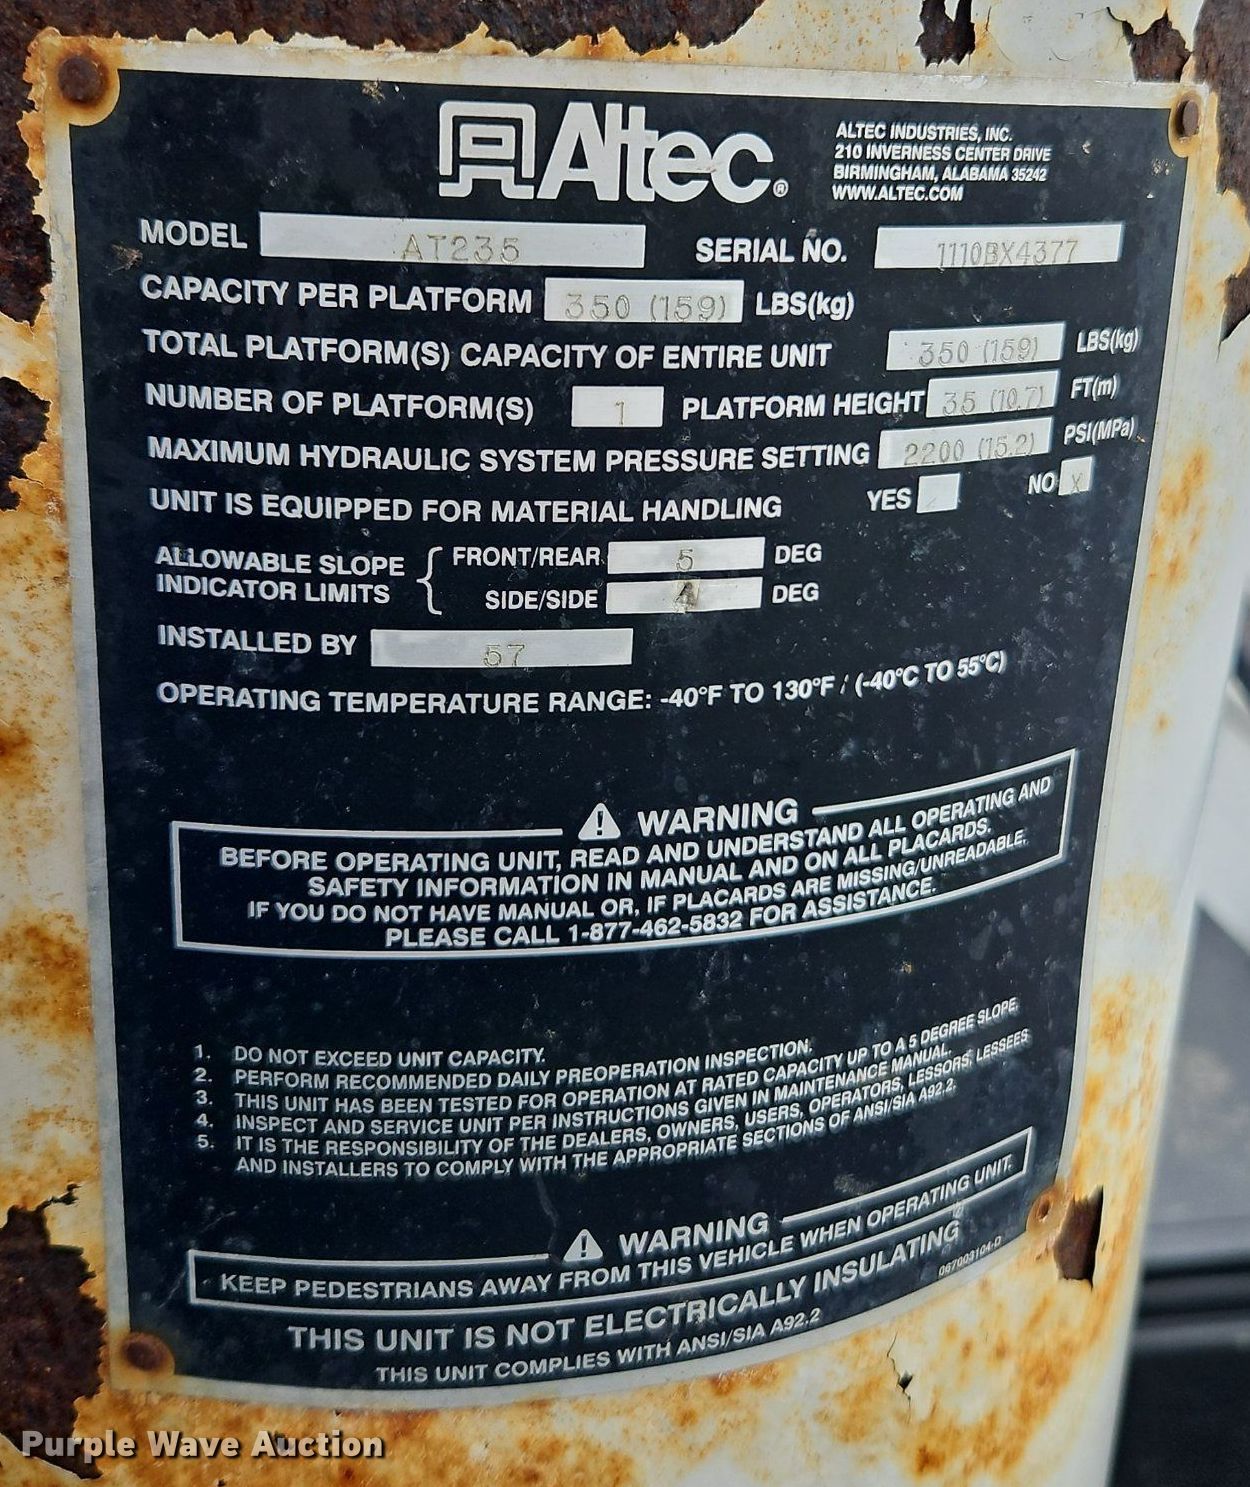 Altec®
ALTEC INDUSTRIES, INC.
210 INVERNESS CENTER DRIVE
BIRMINGHAM, ALABAMA 35242
WWW.ALTEC.COM
MODEL AT235 SERIAL NO. 1110BX4377
CAPACITY PER PLATFORM 350 (159) LBS(kg)
TOTAL PLATFORM(S) CAPACITY OF ENTIRE UNIT 350 (159) LBS(kg)
NUMBER OF PLATFORM(S) 1 PLATFORM HEIGHT 35 (10.7) FT(m)
MAXIMUM HYDRAULIC SYSTEM PRESSURE SETTING 2200 (15.2) PSI(MPa)
UNIT IS EQUIPPED FOR MATERIAL HANDLING YES NO X
ALLOWABLE SLOPE
INDICATOR LIMITS
FRONT/REAR 5 DEG
SIDE/SIDE 4 DEG
INSTALLED BY 57
OPERATING TEMPERATURE RANGE: -40°F TO 130°F / (-40°C TO 55°C)
WARNING
BEFORE OPERATING UNIT, READ AND UNDERSTAND ALL OPERATING AND
SAFETY INFORMATION IN MANUAL AND ON ALL PLACARDS.
IF YOU DO NOT HAVE MANUAL OR, IF PLACARDS ARE MISSING/UNREADABLE,
PLEASE CALL 1-877-462-5832 FOR ASSISTANCE.
1. DO NOT EXCEED UNIT CAPACITY.
2. PERFORM RECOMMENDED DAILY PREOPERATION INSPECTION.
3. THIS UNIT HAS BEEN TESTED FOR OPERATION AT RATED CAPACITY UP TO A 5 DEGREE SLOPE.
4. INSPECT AND SERVICE UNIT PER INSTRUCTIONS GIVEN IN MAINTENANCE MANUAL.
5. IT IS THE RESPONSIBILITY OF THE DEALERS, OWNERS, USERS, OPERATORS, LESSORS, LESSEES
AND INSTALLERS TO COMPLY WITH THE APPROPRIATE SECTIONS OF ANSI/SIA A92.2.
WARNING
KEEP PEDESTRIANS AWAY FROM THIS VEHICLE WHEN OPERATING UNIT.
THIS UNIT IS NOT ELECTRICALLY INSULATING
067003104-D
THIS UNIT COMPLIES WITH ANSI/SIA A92.2
Purple Wave Auction